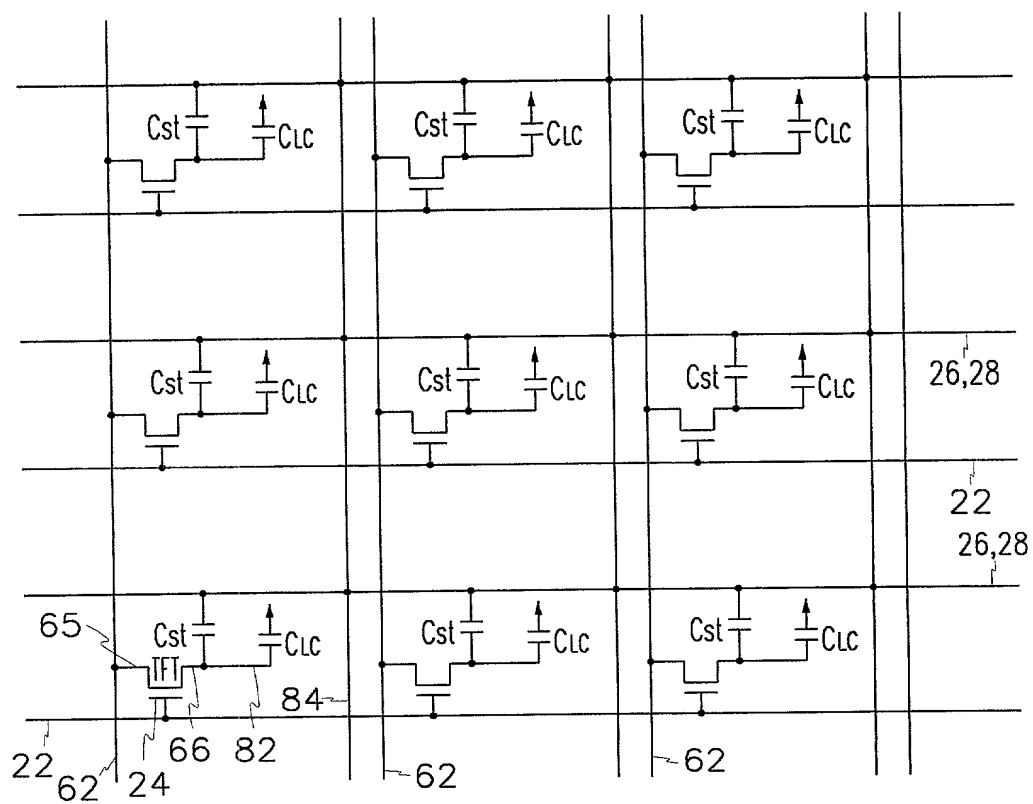 Cst CLC Cst CLC Cst CLC
Cst CLC Cst CLC Cst CLC
26,28
22
26,28
65 Cst TFT CLC Cst CLC Cst CLC
84
22 62 24 66 82 62 62